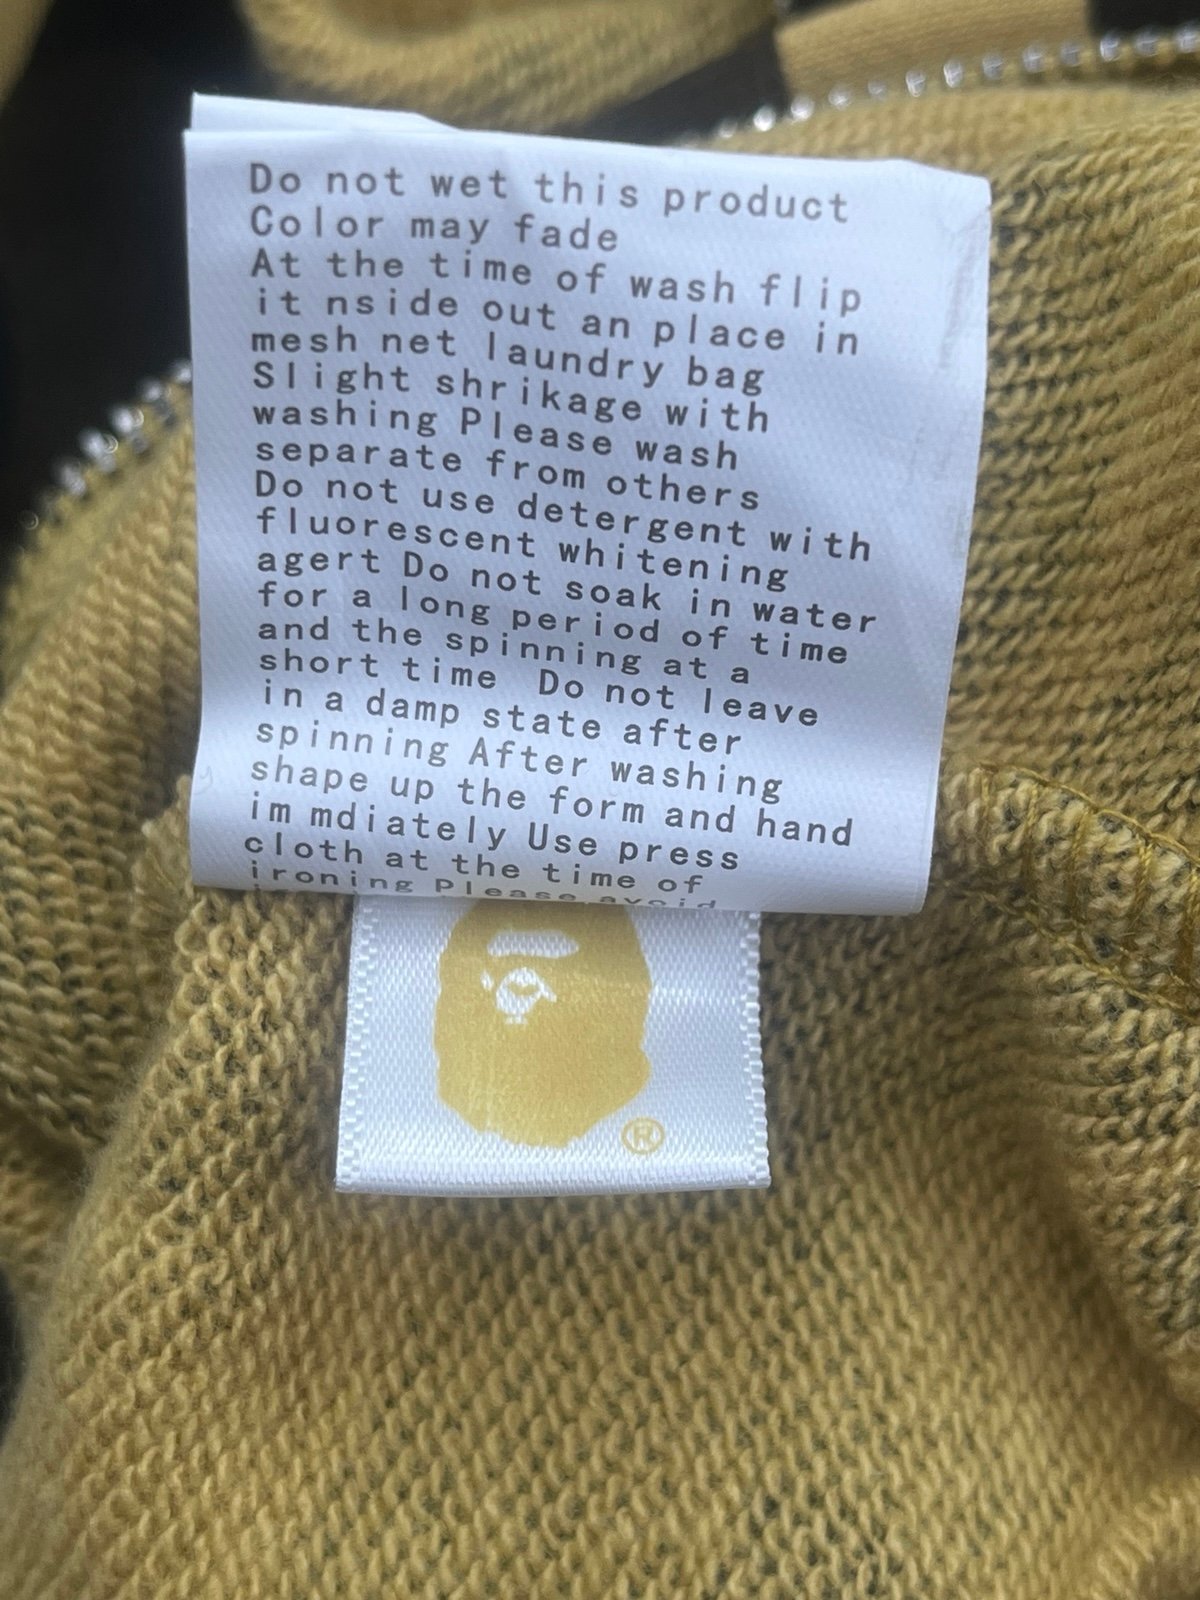 Do not wet this product
Color may fade
At the time of wash flip
it nside out an place in
mesh net laundry bag
Slight shrikage with
washing Please wash
separate from others
Do not use detergent with
fluorescent whitening
agert Do not soak in water
for a long period of time
and the spinning at a
short time Do not leave
in a damp state after
spinning After washing
shape up the form and hand
im mdiately Use press
cloth at the time of
ironing Please avoid
®